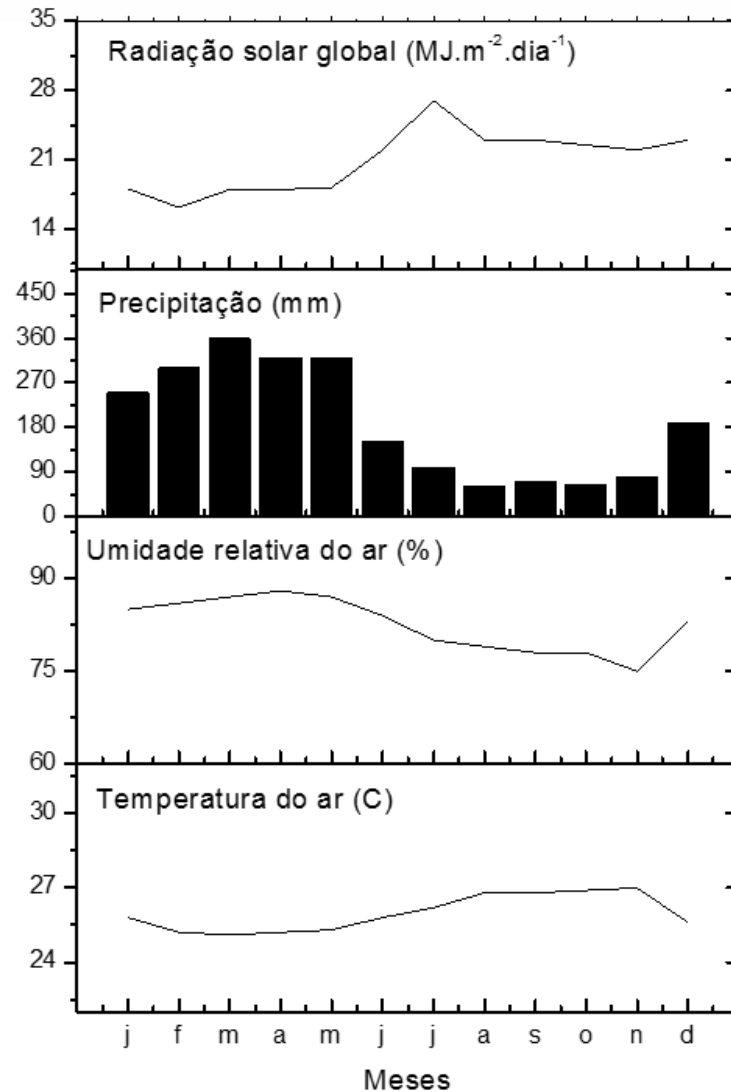 35
Radiação solar global (MJ.m⁻².dia⁻¹)
28
21
14
450
Precipitação (mm)
360
270
180
90
0
Umidade relativa do ar (%)
90
75
60
Temperatura do ar (C)
30
27
24
j f m a m j j a s o n d
Meses